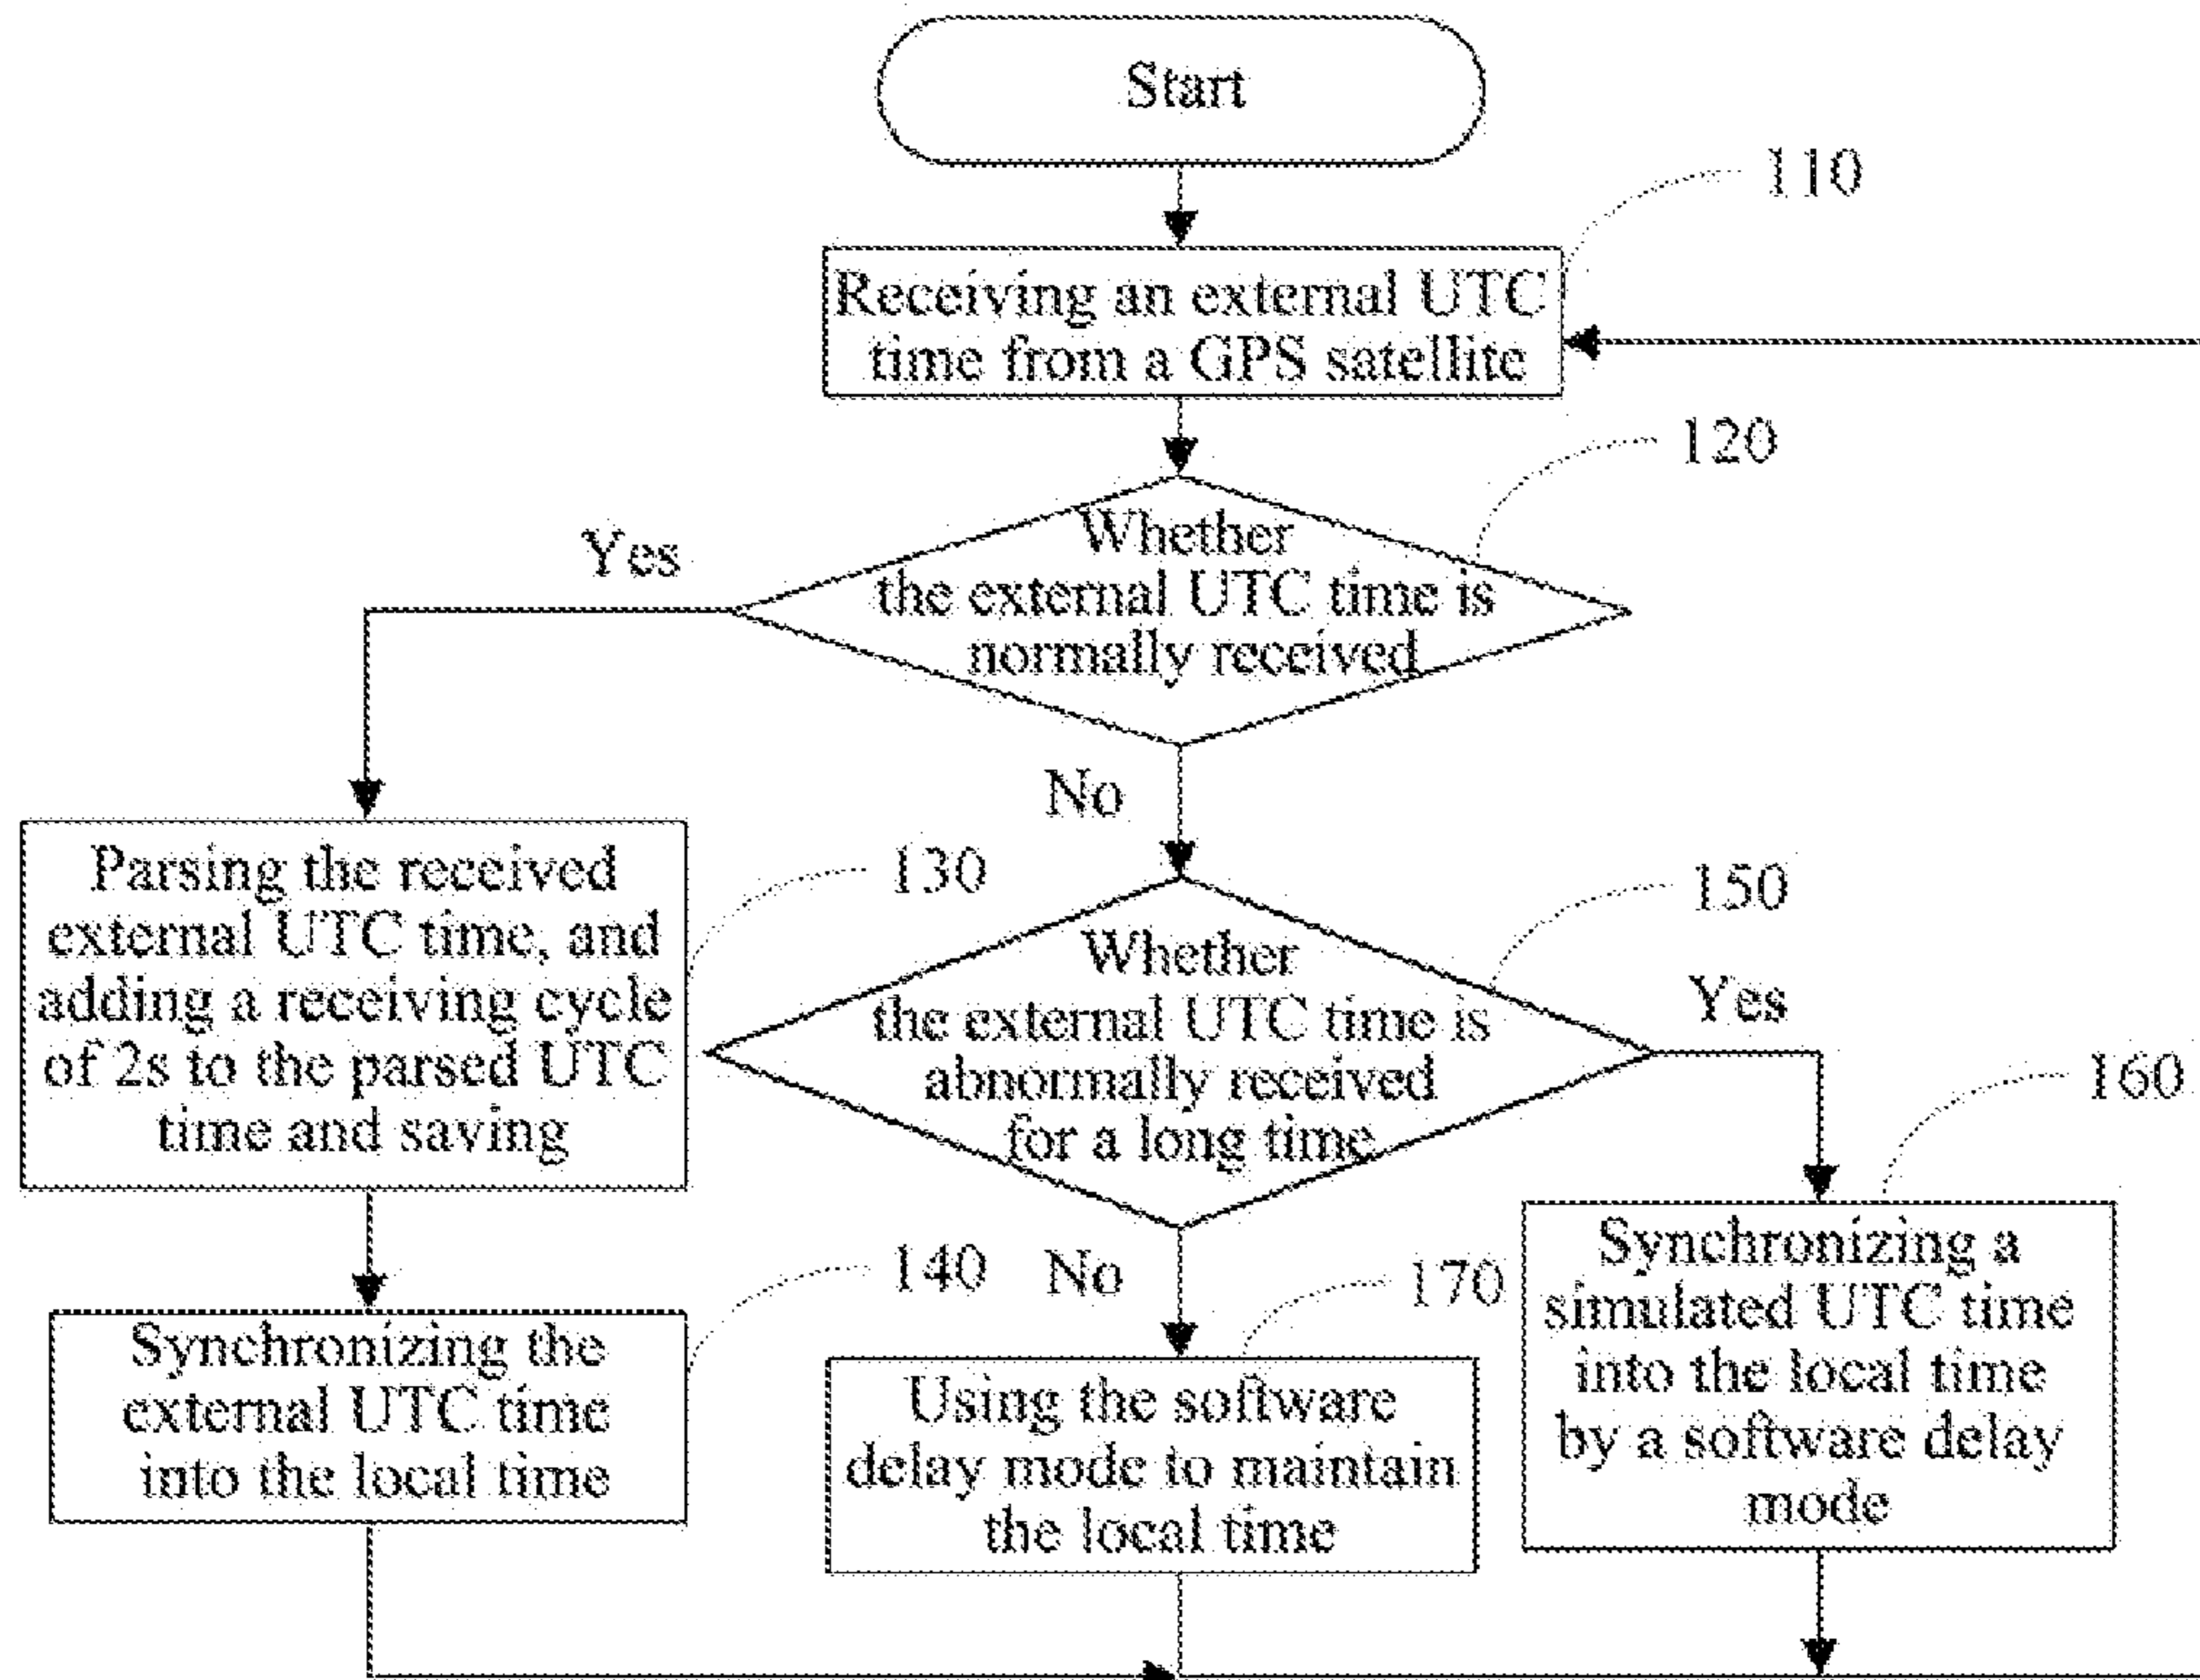 Start
110
Receiving an external UTC
time from a GPS satellite
120
Whether
the external UTC time is
normally received
Yes
No
Parsing the received
external UTC time, and
adding a receiving cycle
of 2s to the parsed UTC
time and saving
130
150
Whether
the external UTC time is
abnormally received
for a long time
Yes
160
140
No
170
Synchronizing the
external UTC time
into the local time
Using the software
delay mode to maintain
the local time
Synchronizing a
simulated UTC time
into the local time
by a software delay
mode